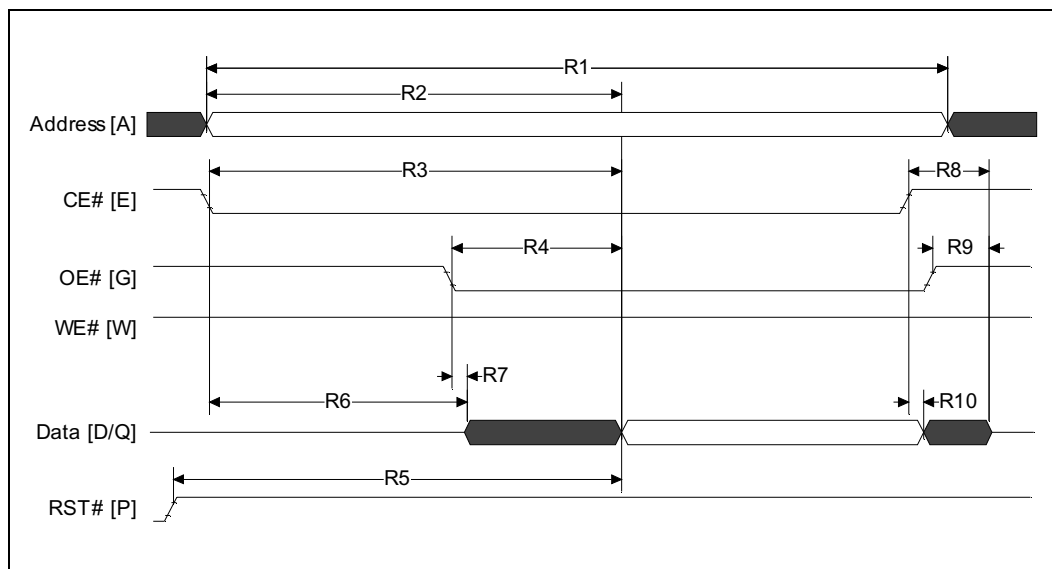 R1
R2
Address [A]
R3
R8
CE# [E]
R4
R9
OE# [G]
WE# [W]
R7
R6
R10
Data [D/Q]
R5
RST# [P]